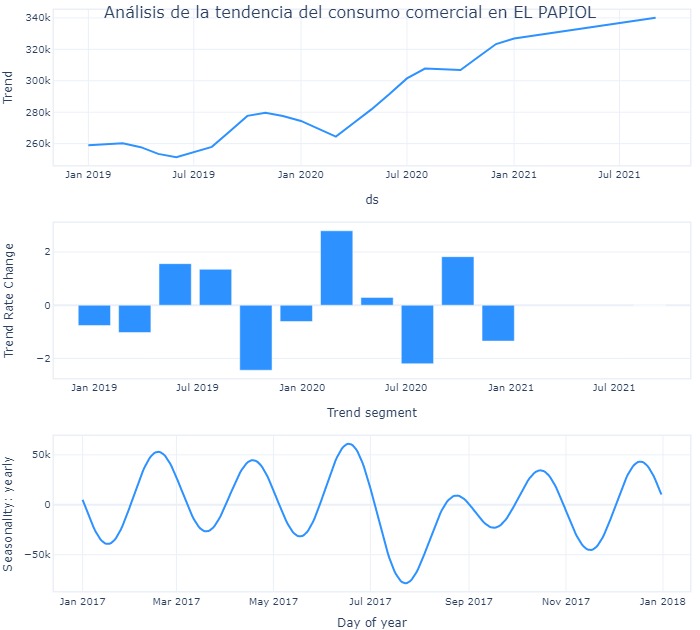 Análisis de la tendencia del consumo comercial en EL PAPIOL
340k
320k
300k
280k
260k
Trend
Jan 2019 Jul 2019 Jan 2020 Jul 2020 Jan 2021 Jul 2021
ds
2
0
−2
Trend Rate Change
Jan 2019 Jul 2019 Jan 2020 Jul 2020 Jan 2021 Jul 2021
Trend segment
50k
0
−50k
Seasonality: yearly
Jan 2017 Mar 2017 May 2017 Jul 2017 Sep 2017 Nov 2017 Jan 2018
Day of year